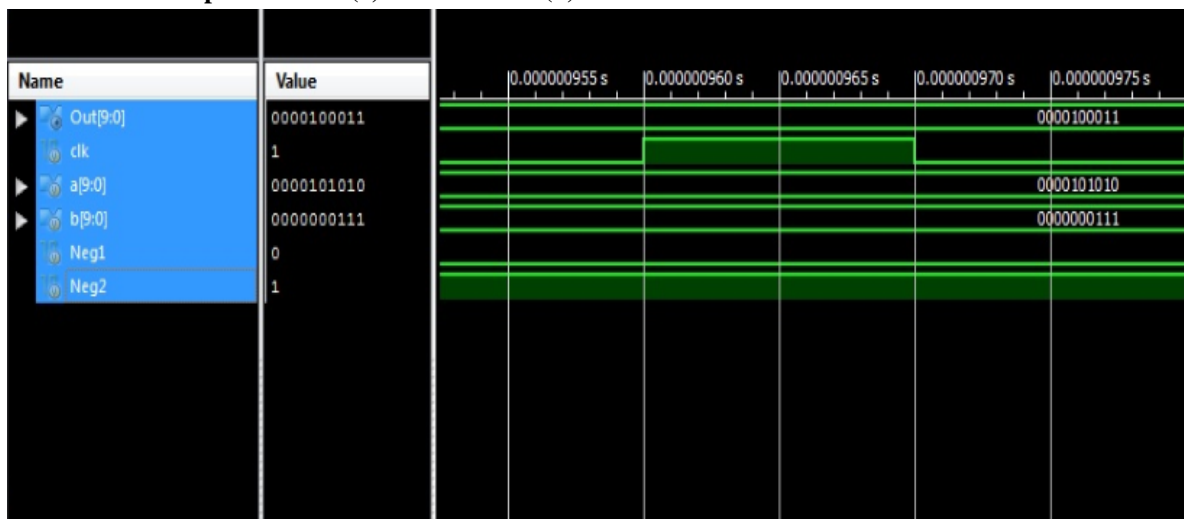 Name Value 0.000000955 s 0.000000960 s 0.000000965 s 0.000000970 s 0.000000975 s
Out[9:0] 0000100011 0000100011
clk 1
a[9:0] 0000101010 0000101010
b[9:0] 0000000111 0000000111
Neg1 0
Neg2 1